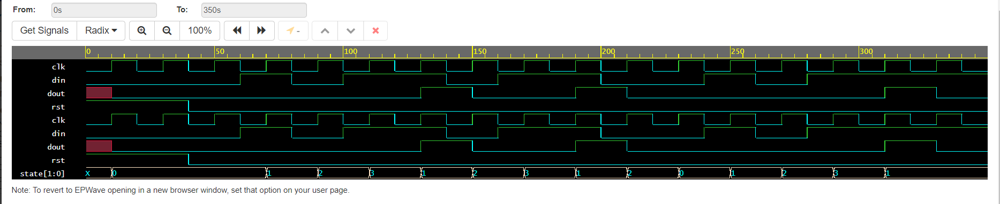 From: 0s To: 350s
Get Signals Radix 100% -
0 50 100 150 200 250 300
clk
din
dout
rst
clk
din
dout
rst
state[1:0] X 0 1 2 3 1 2 3 1 2 0 1 2 3 1
Note: To revert to EPWave opening in a new browser window, set that option on your user page.